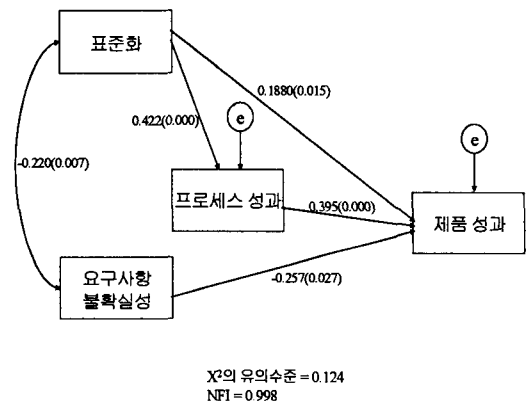 표준화
0.1880(0.015)
e
0.422(0.000)
e
-0.220(0.007)
프로세스 성과
0.395(0.000)
제품 성과
요구사항
불확실성
-0.257(0.027)
X²의 유의수준 = 0.124
NFI = 0.998